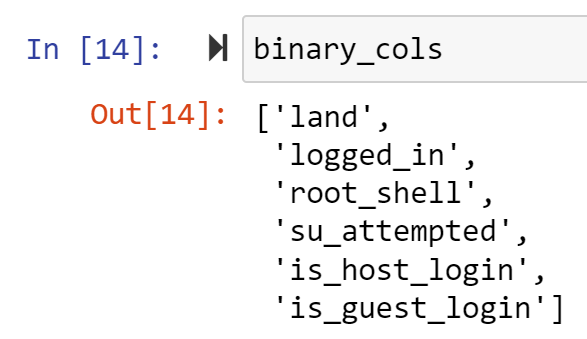 In [14]: binary_cols
Out[14]: ['land',
'logged_in',
'root_shell',
'su_attempted',
'is_host_login',
'is_guest_login']